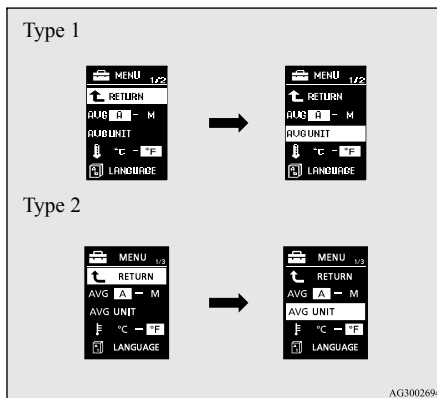 Type 1
MENU 1/2
RETURN
AVG A - M
AVG UNIT
°C - °F
LANGUAGE
MENU 1/2
RETURN
AVG A - M
AVG UNIT
°C - °F
LANGUAGE
Type 2
MENU 1/3
RETURN
AVG A - M
AVG UNIT
°C - °F
LANGUAGE
MENU 1/3
RETURN
AVG A - M
AVG UNIT
°C - °F
LANGUAGE